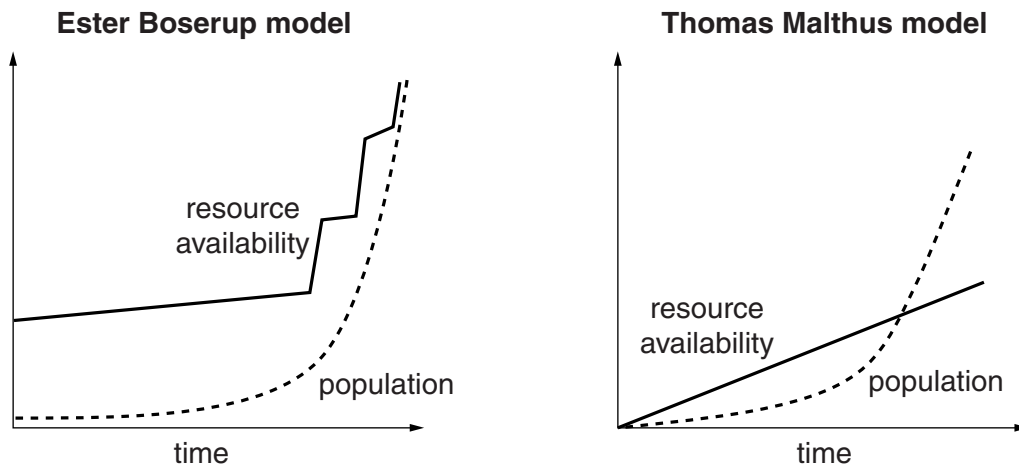 Ester Boserup model
resource
availability
population
time
Thomas Malthus model
resource
availability
population
time